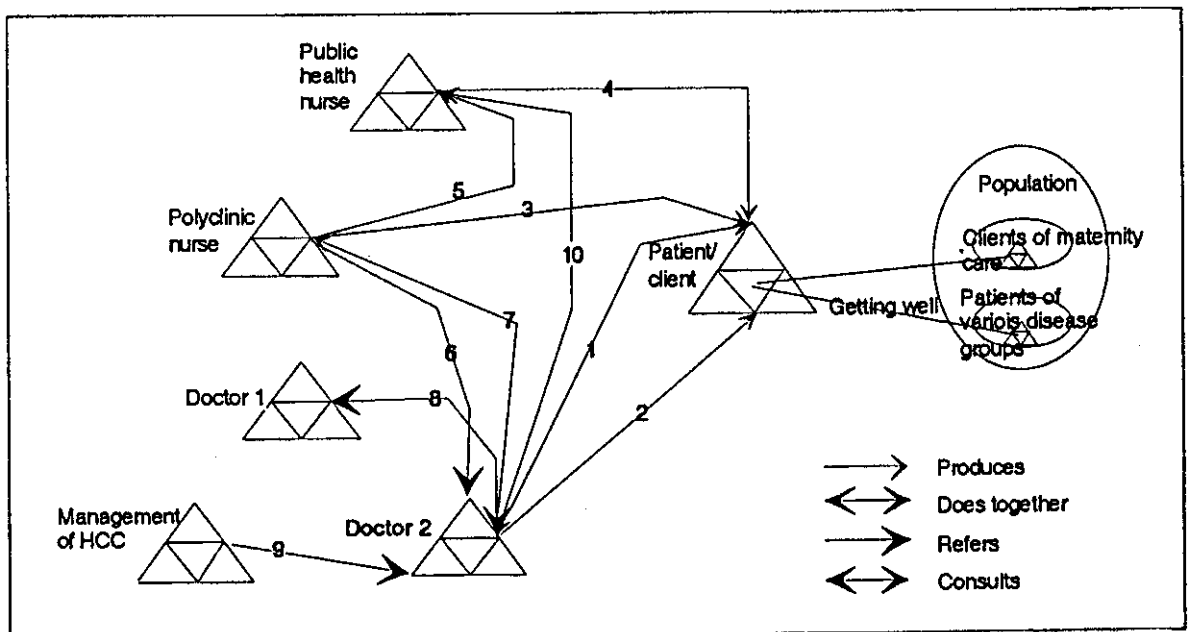 Public
health
nurse
4
5
Polyclinic
nurse
3
10
Patient/
client
Population
Clients of maternity
care
Getting well
Patients of
variois disease
groups
7
6
1
Doctor 1
8
2
Management
of HCC
9
Doctor 2
Produces
Does together
Refers
Consults